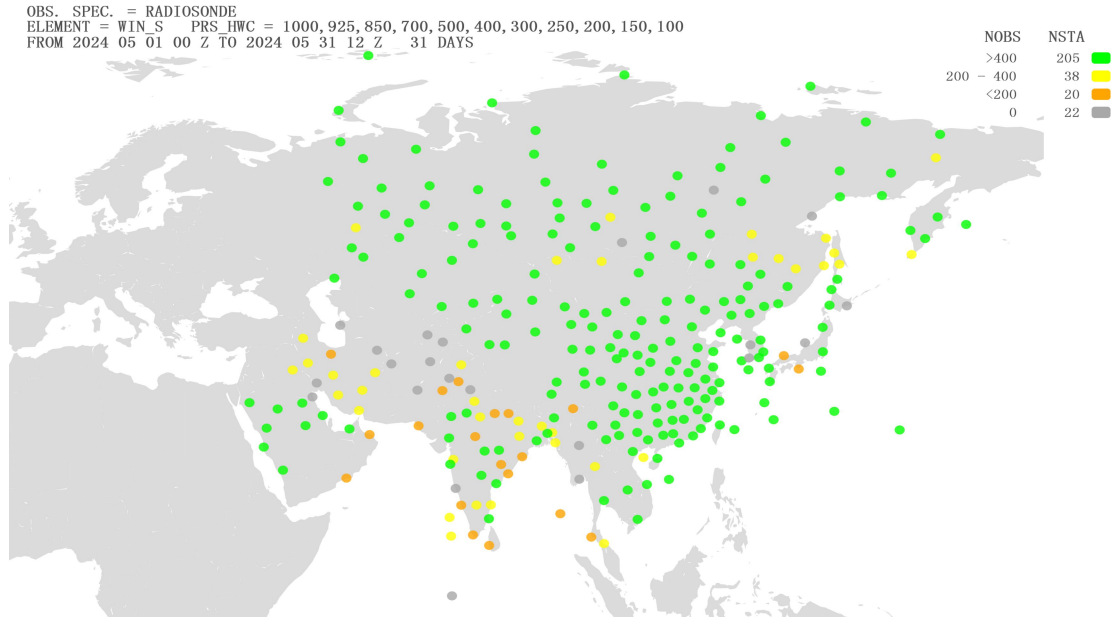 OBS. SPEC. = RADIOSONDE
ELEMENT = WIN_S PRS_HWC = 1000,925,850,700,500,400,300,250,200,150,100
FROM 2024 05 01 00 Z TO 2024 05 31 12 Z 31 DAYS
NOBS NSTA
>400 205
200 - 400 38
<200 20
0 22